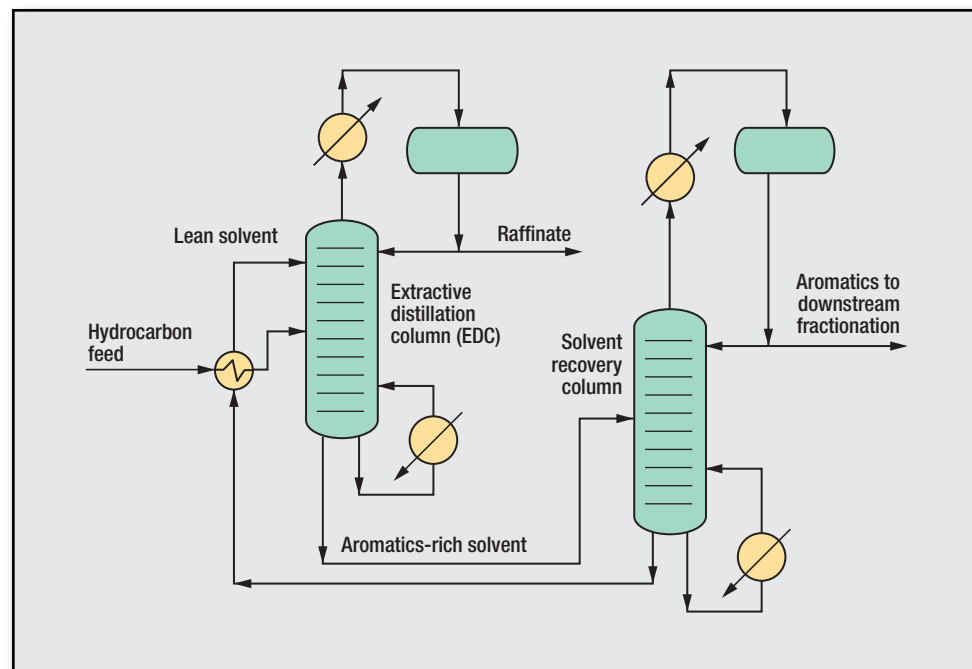 Lean solvent
Raffinate
Extractive
distillation
column (EDC)
Hydrocarbon
feed
Aromatics to
downstream
fractionation
Solvent
recovery
column
Aromatics-rich solvent